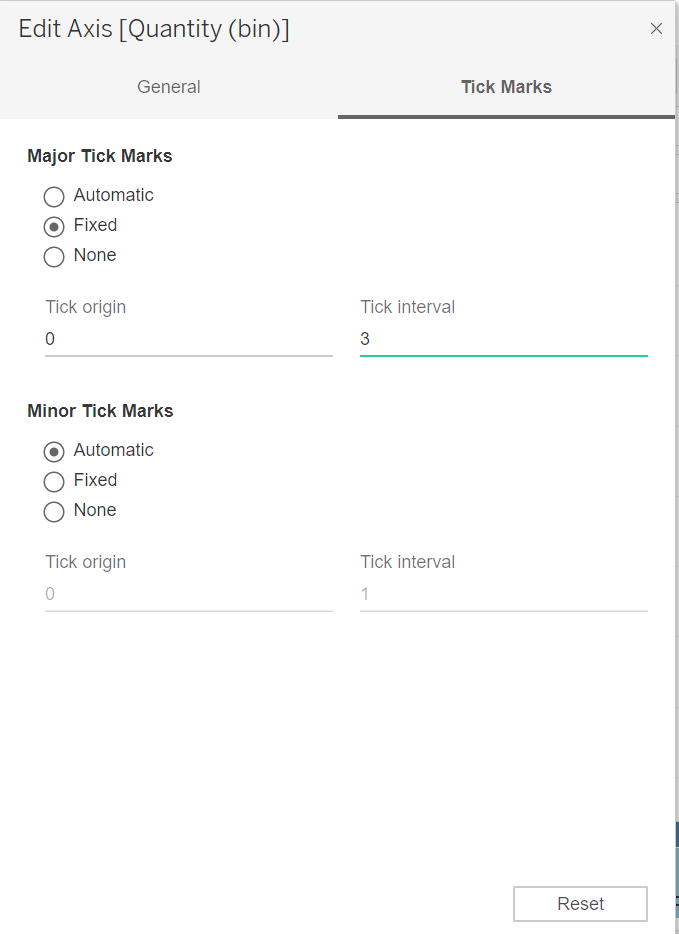 Edit Axis [Quantity (bin)]
General
Tick Marks
Major Tick Marks
Automatic
Fixed
None
Tick origin
Tick interval
0
3
Minor Tick Marks
Automatic
Fixed
None
Tick origin
Tick interval
0
1
Reset